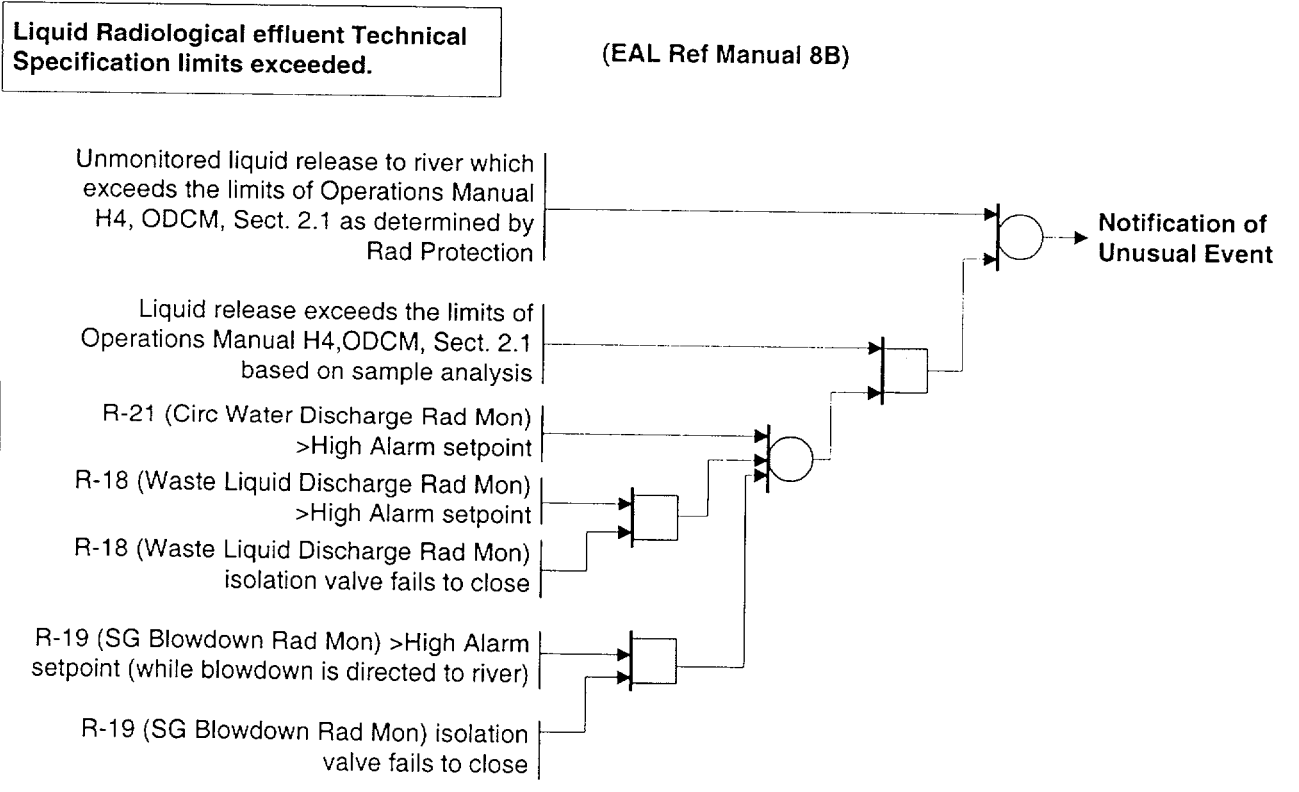 Liquid Radiological effluent Technical
Specification limits exceeded.
(EAL Ref Manual 8B)
Unmonitored liquid release to river which
exceeds the limits of Operations Manual
H4, ODCM, Sect. 2.1 as determined by
Rad Protection
Notification of
Unusual Event
Liquid release exceeds the limits of
Operations Manual H4,ODCM, Sect. 2.1
based on sample analysis
R-21 (Circ Water Discharge Rad Mon)
>High Alarm setpoint
R-18 (Waste Liquid Discharge Rad Mon)
>High Alarm setpoint
R-18 (Waste Liquid Discharge Rad Mon)
isolation valve fails to close
R-19 (SG Blowdown Rad Mon) >High Alarm
setpoint (while blowdown is directed to river)
R-19 (SG Blowdown Rad Mon) isolation
valve fails to close